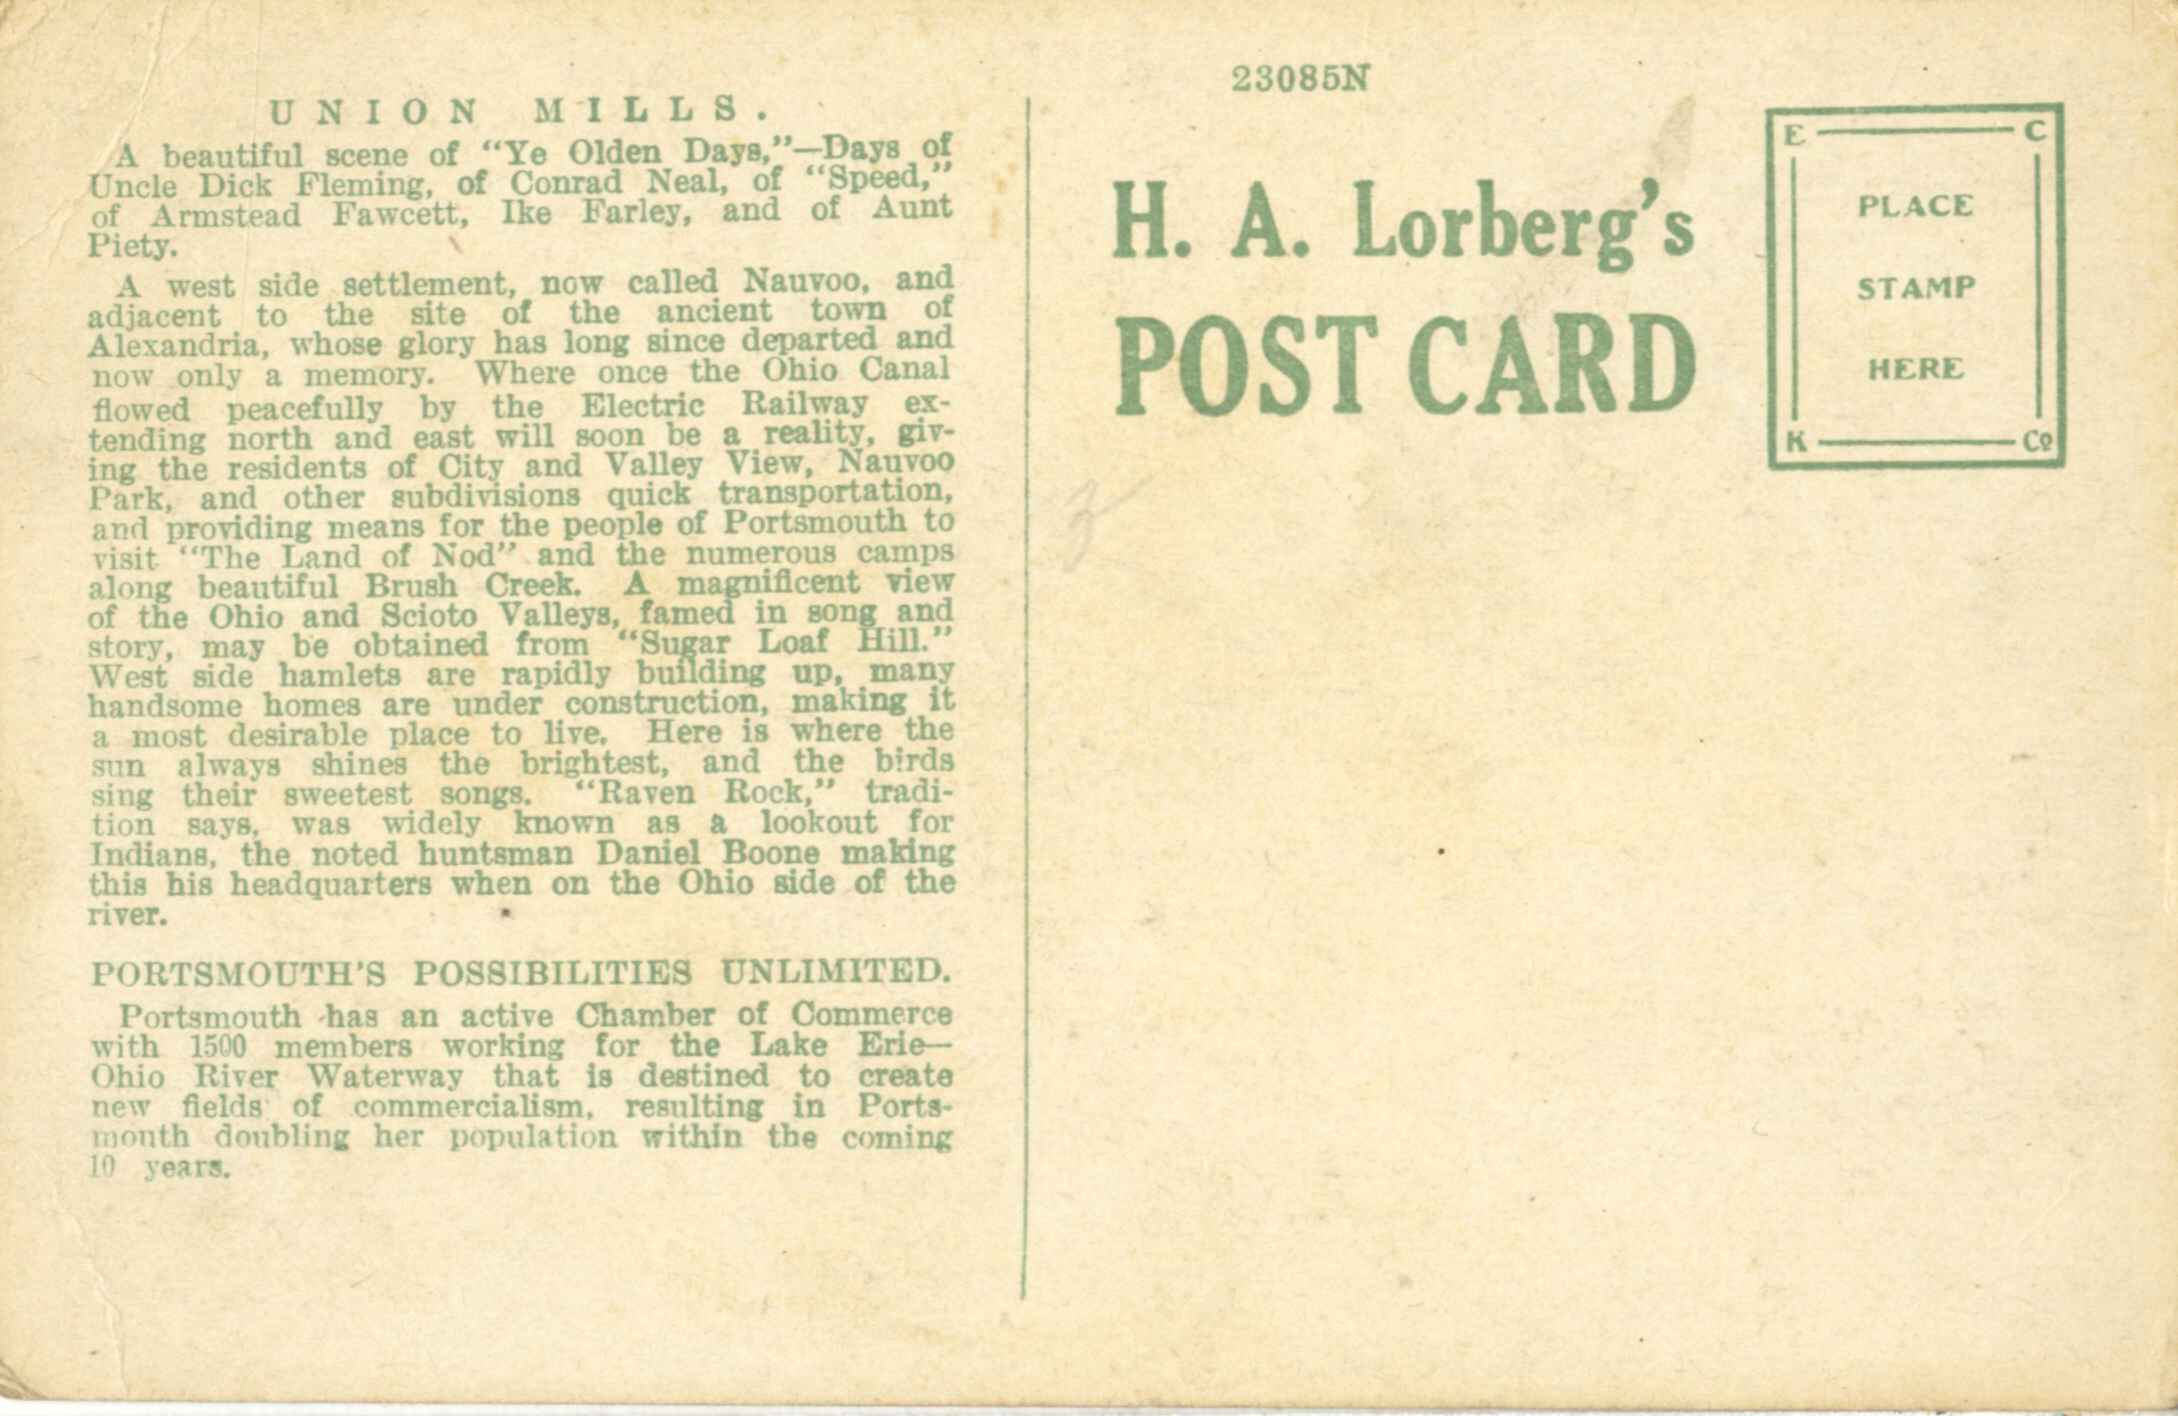 UNION MILLS.
A beautiful scene of “Ye Olden Days,”—Days of
Uncle Dick Fleming, of Conrad Neal, of “Speed,”
of Armstead Fawcett, Ike Farley, and of Aunt
Piety.
A west side settlement, now called Nauvoo, and
adjacent to the site of the ancient town of
Alexandria, whose glory has long since departed and
now only a memory. Where once the Ohio Canal
flowed peacefully by the Electric Railway ex-
tending north and east will soon be a reality, giv-
ing the residents of City and Valley View, Nauvoo
Park, and other subdivisions quick transportation,
and providing means for the people of Portsmouth to
visit “The Land of Nod” and the numerous camps
along beautiful Brush Creek. A magnificent view
of the Ohio and Scioto Valleys, famed in song and
story, may be obtained from “Sugar Loaf Hill.”
West side hamlets are rapidly building up, many
handsome homes are under construction, making it
a most desirable place to live. Here is where the
sun always shines the brightest, and the birds
sing their sweetest songs. “Raven Rock,” tradi-
tion says, was widely known as a lookout for
Indians, the noted huntsman Daniel Boone making
this his headquarters when on the Ohio side of the
river.
PORTSMOUTH’S POSSIBILITIES UNLIMITED.
Portsmouth has an active Chamber of Commerce
with 1500 members working for the Lake Erie—
Ohio River Waterway that is destined to create
new fields of commercialism, resulting in Ports-
mouth doubling her population within the coming
10 years.
23085N
H. A. Lorberg’s
POST CARD
E C
PLACE
STAMP
HERE
K Co
3